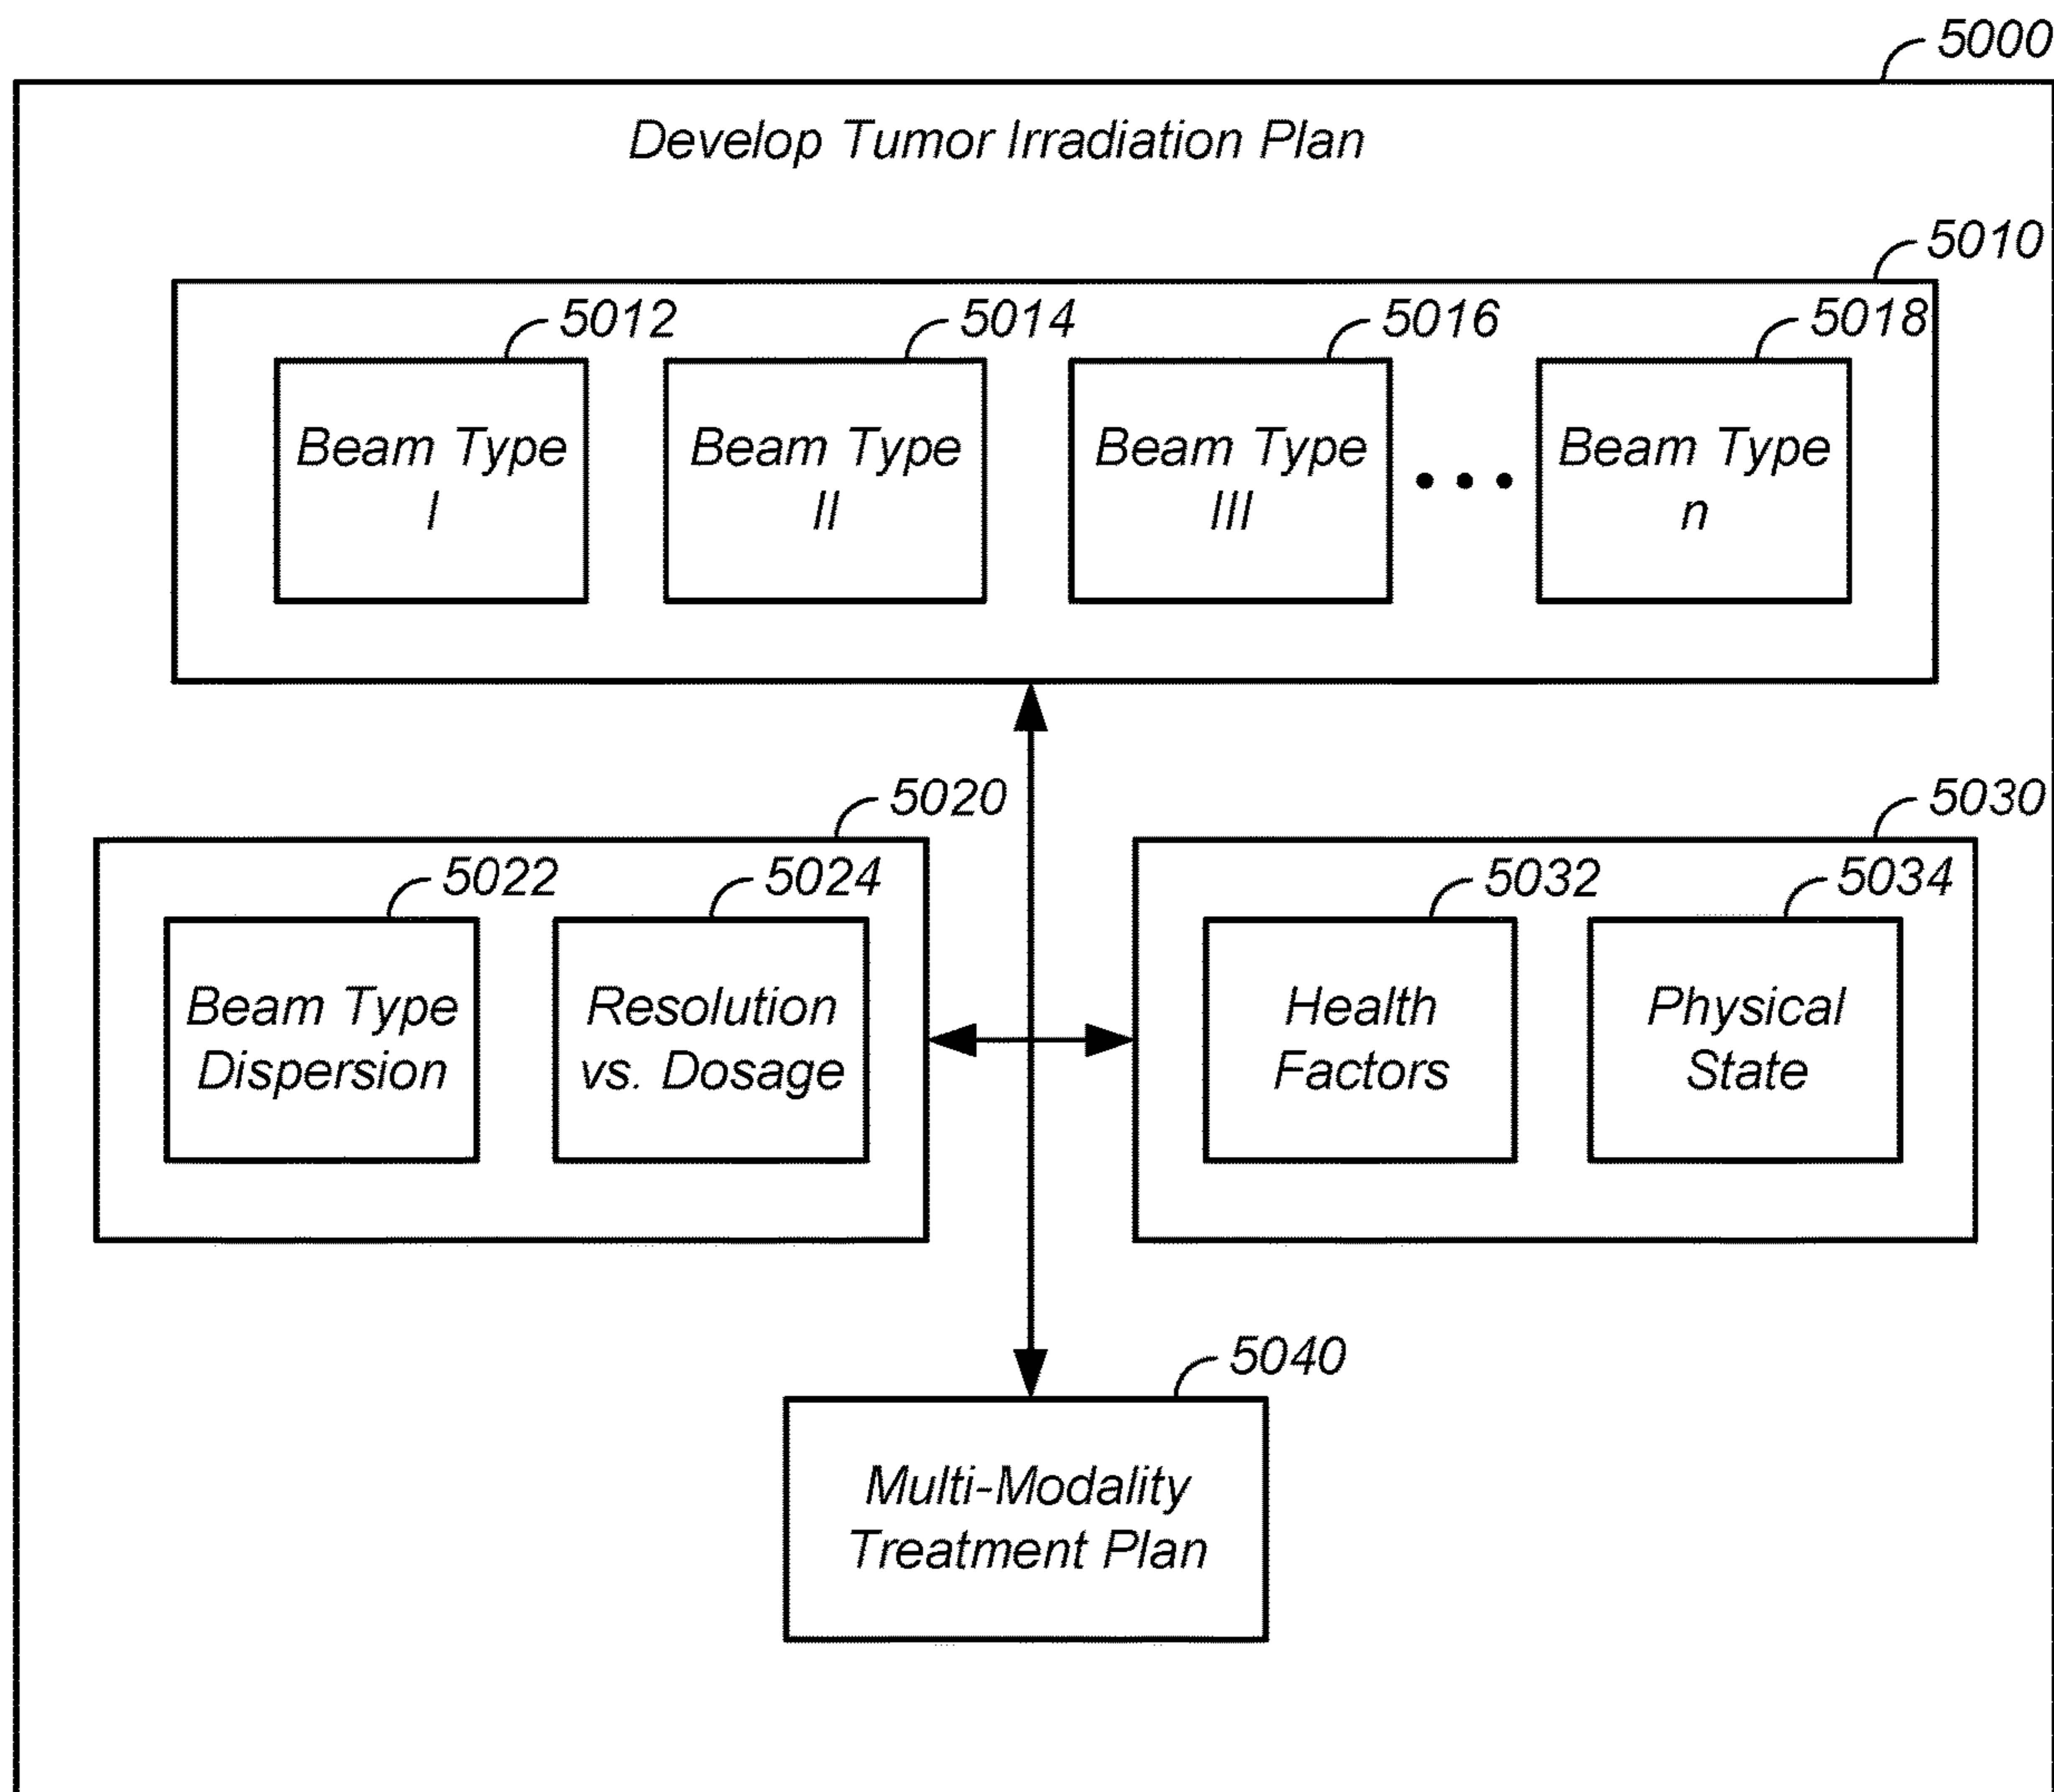 5000
Develop Tumor Irradiation Plan
5010
5012
5014
5016
5018
Beam Type
I
Beam Type
II
Beam Type
III
• • •
Beam Type
n
5020
5030
5022
5024
5032
5034
Beam Type
Dispersion
Resolution
vs. Dosage
Health
Factors
Physical
State
5040
Multi-Modality
Treatment Plan